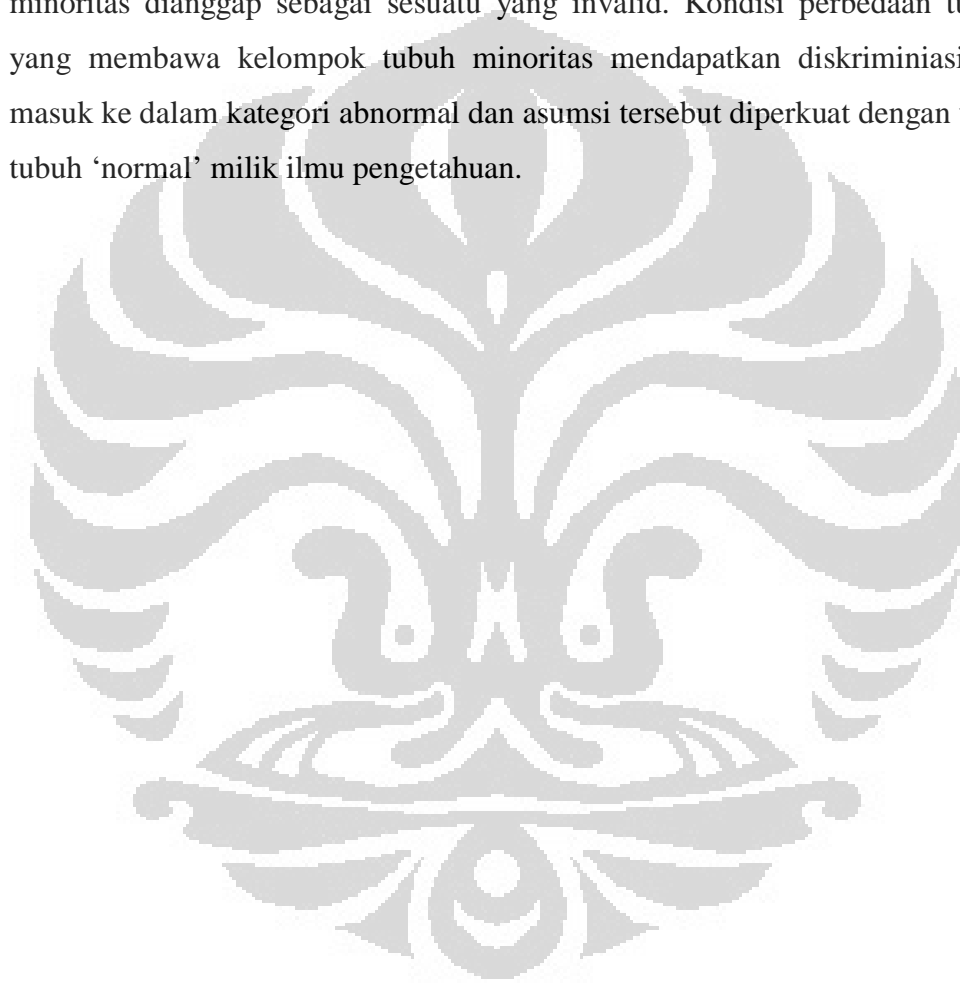 minoritas dianggap sebagai sesuatu yang invalid. Kondisi perbedaan
yang membawa kelompok tubuh minoritas mendapatkan diskriminiasi
masuk ke dalam kategori abnormal dan asumsi tersebut diperkuat dengan
tubuh ‘normal’ milik ilmu pengetahuan.